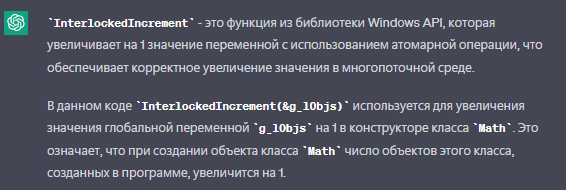 `InterlockedIncrement` - это функция из библиотеки Windows API, которая
увеличивает на 1 значение переменной с использованием атомарной операции, что
обеспечивает корректное увеличение значения в многопоточной среде.
В данном коде `InterlockedIncrement(&g_lObjs)` используется для увеличения
значения глобальной переменной `g_lObjs` на 1 в конструкторе класса `Math`. Это
означает, что при создании объекта класса `Math` число объектов этого класса,
созданных в программе, увеличится на 1.